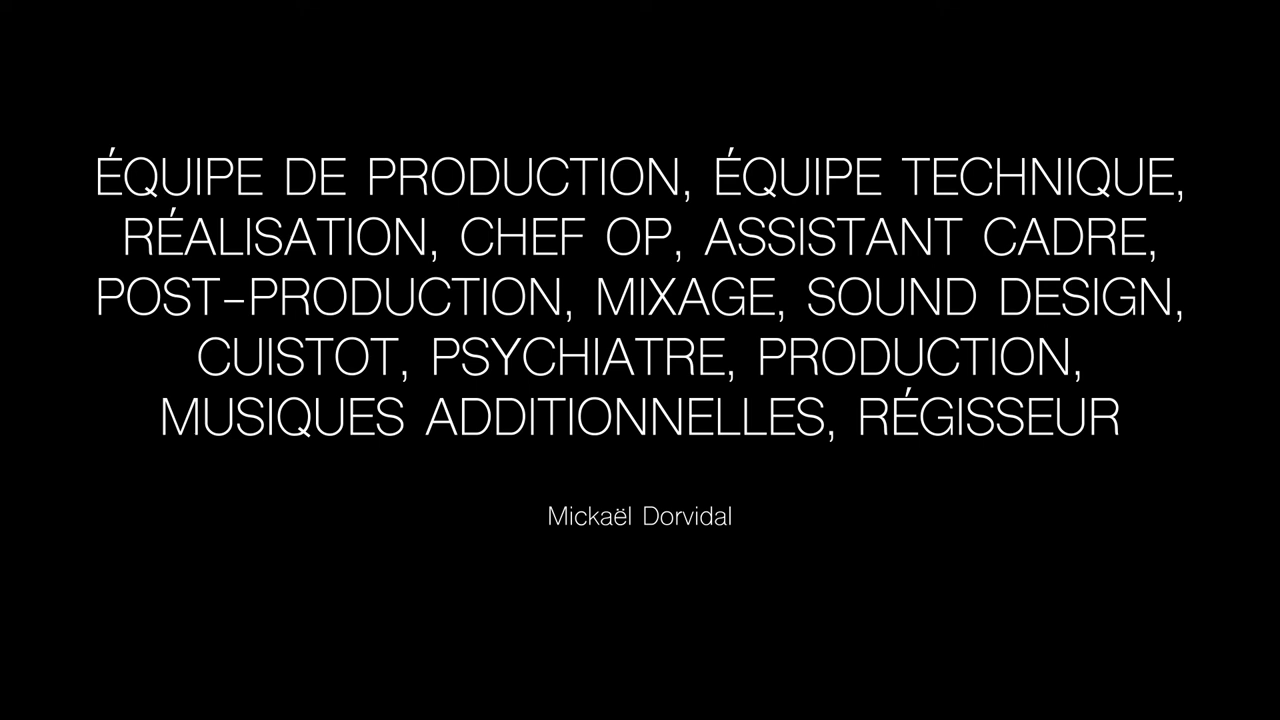 ÉQUIPE DE PRODUCTION, ÉQUIPE TECHNIQUE,
RÉALISATION, CHEF OP, ASSISTANT CADRE,
POST-PRODUCTION, MIXAGE, SOUND DESIGN,
CUISTOT, PSYCHIATRE, PRODUCTION,
MUSIQUES ADDITIONNELLES, RÉGISSEUR
Mickaël Dorvidal